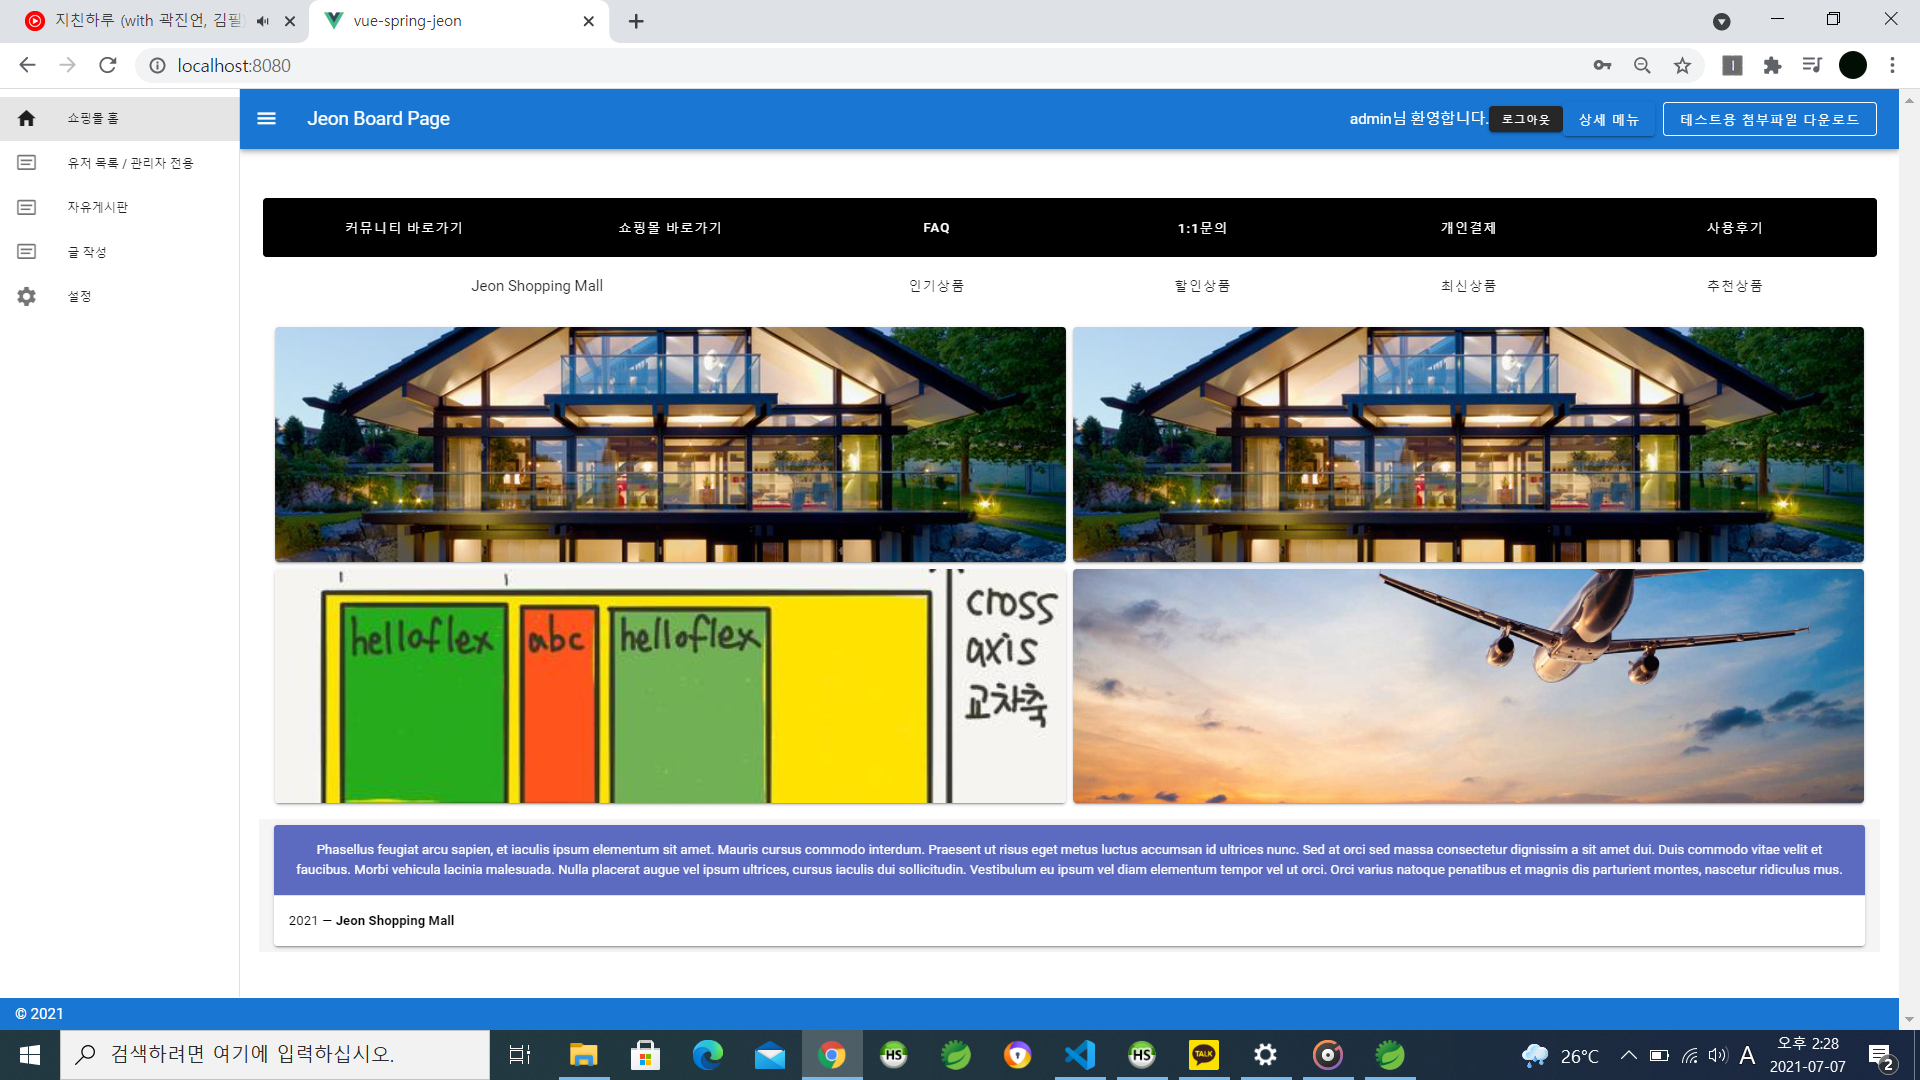 지친하루 (with 곽진언, 김필)
vue-spring-jeon
localhost:8080
쇼핑몰 홈
유저 목록 / 관리자 전용
자유게시판
글 작성
설정
Jeon Board Page
admin님 환영합니다.
로그아웃
상세 메뉴
테스트용 첨부파일 다운로드
커뮤니티 바로가기
쇼핑몰 바로가기
FAQ
1:1문의
개인결제
사용후기
Jeon Shopping Mall
인기상품
할인상품
최신상품
추천상품
helloflex
abc
helloflex
cross
axis
교차축
Phasellus feugiat arcu sapien, et iaculis ipsum elementum sit amet. Mauris cursus commodo interdum. Praesent ut risus eget metus luctus accumsan id ultrices nunc. Sed at orci sed massa consectetur dignissim a sit amet dui. Duis commodo vitae velit et
faucibus. Morbi vehicula lacinia malesuada. Nulla placerat augue vel ipsum ultrices, cursus iaculis dui sollicitudin. Vestibulum eu ipsum vel diam elementum tempor vel ut orci. Orci varius natoque penatibus et magnis dis parturient montes, nascetur ridiculus mus.
2021 — Jeon Shopping Mall
© 2021
검색하려면 여기에 입력하십시오.
HS
HS
TALK
26°C
A
오후 2:28
2021-07-07
2